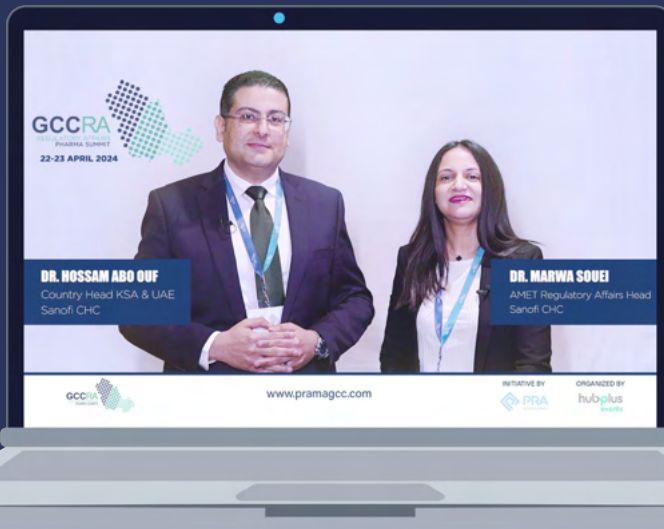 GCCRA
REGULATORY AFFAIRS
PHARMA SUMMIT
22-23 APRIL 2024
DR. HOSSAM ABO OUF
Country Head KSA & UAE
Sanofi CHC
DR. MARWA SOUEI
AMET Regulatory Affairs Head
Sanofi CHC
GCCRA
www.pramagcc.com
INITIATIVE BY
PRA
ORGANIZED BY
hubplus
events